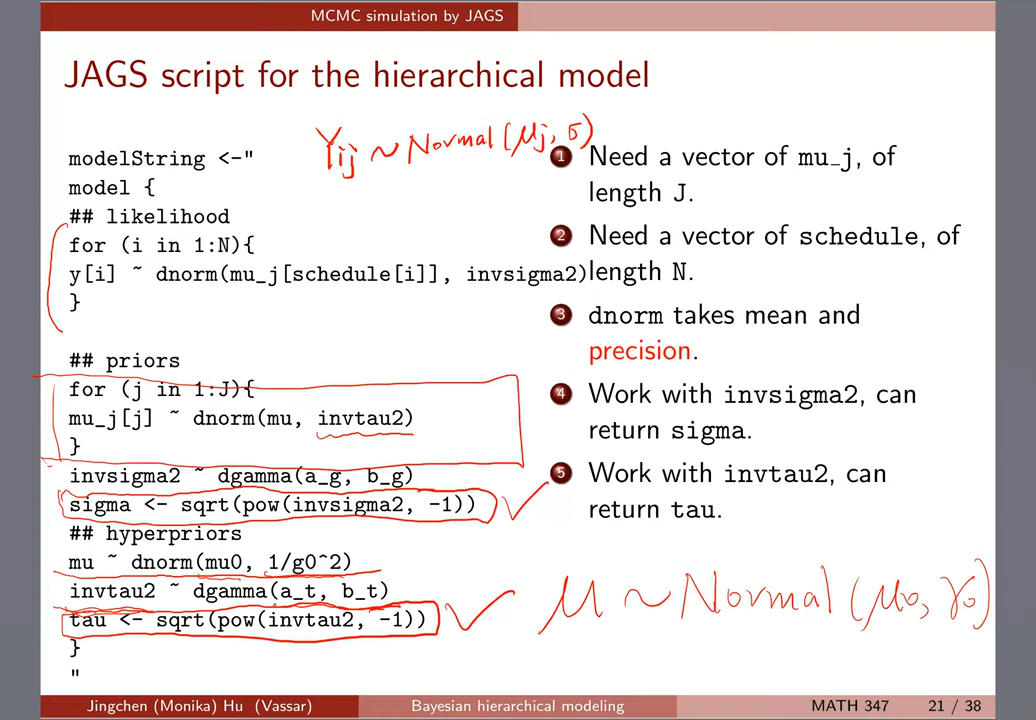 MCMC simulation by JAGS
JAGS script for the hierarchical model
Yij ~ Normal(μj, σ)
modelString <-"
model {
## likelihood
for (i in 1:N){
y[i] ~ dnorm(mu_j[schedule[i]], invsigma2)
}
## priors
for (j in 1:J){
mu_j[j] ~ dnorm(mu, invtau2)
}
invsigma2 ~ dgamma(a_g, b_g)
sigma <- sqrt(pow(invsigma2, -1))
## hyperpriors
mu ~ dnorm(mu0, 1/g0^2)
invtau2 ~ dgamma(a_t, b_t)
tau <- sqrt(pow(invtau2, -1))
}
"
1 Need a vector of mu_j, of
length J.
2 Need a vector of schedule, of
length N.
3 dnorm takes mean and
precision.
4 Work with invsigma2, can
return sigma.
5 Work with invtau2, can
return tau.
μ ~ Normal(μ0, γ0)
Jingchen (Monika) Hu (Vassar)
Bayesian hierarchical modeling
MATH 347
21 / 38